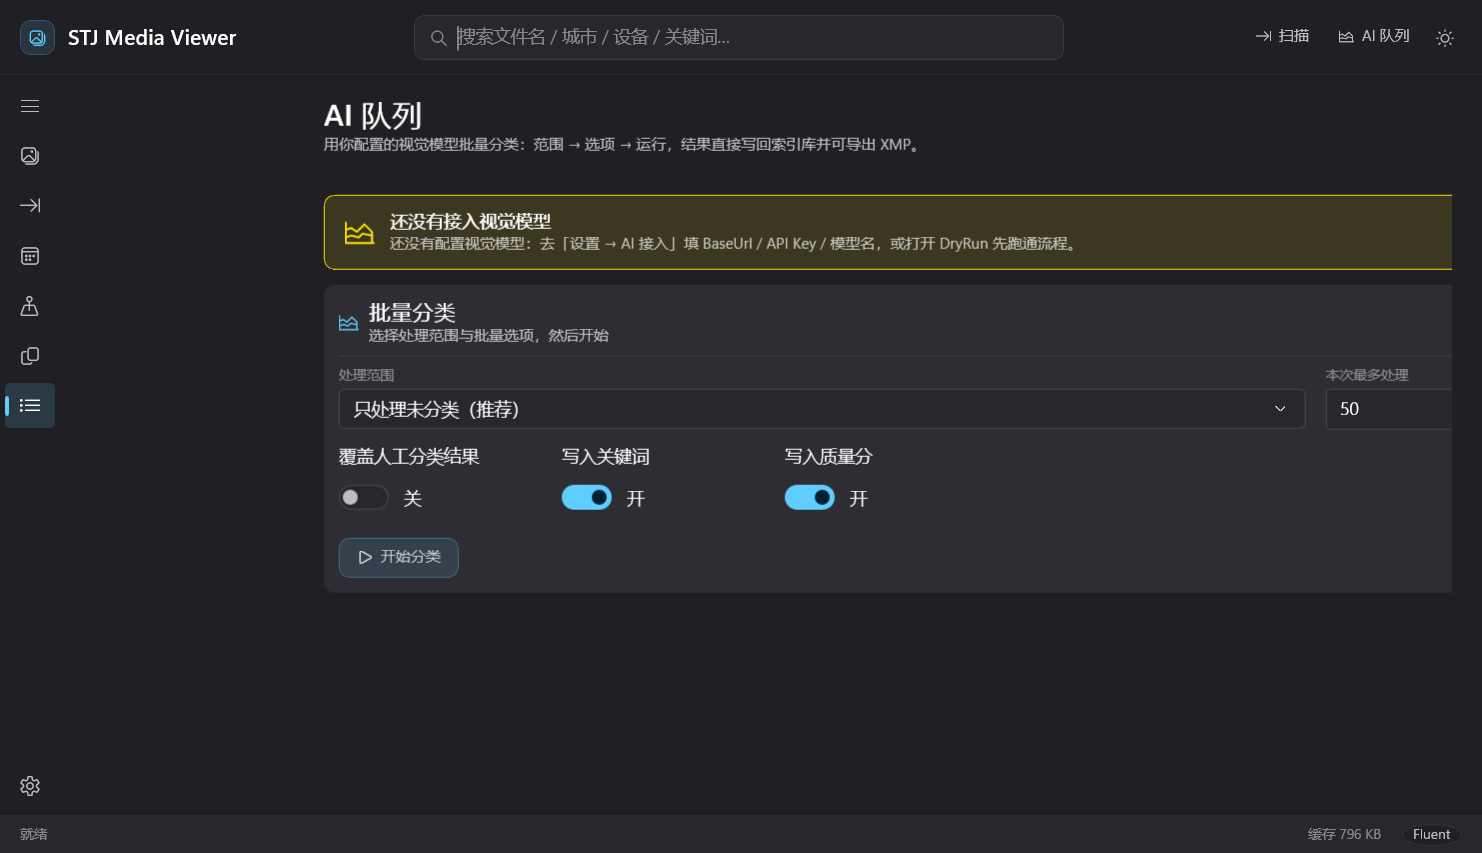 STJ Media Viewer
搜索文件名 / 城市 / 设备 / 关键词...
扫描
AI 队列
AI 队列
用你配置的视觉模型批量分类：范围 → 选项 → 运行，结果直接写回索引库并可导出 XMP。
还没有接入视觉模型
还没有配置视觉模型：去「设置 → AI 接入」填 BaseUrl / API Key / 模型名，或打开 DryRun 先跑通流程。
批量分类
选择处理范围与批量选项，然后开始
处理范围
本次最多处理
只处理未分类（推荐）
50
覆盖人工分类结果
写入关键词
写入质量分
关
开
开
开始分类
就绪
缓存 796 KB
Fluent